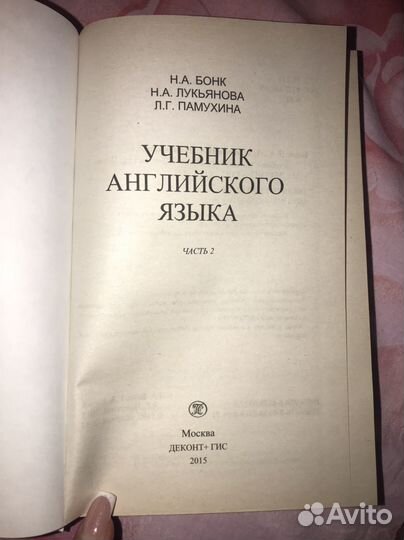 Н.А. БОНК
Н.А. ЛУКЬЯНОВА
Л.Г. ПАМУХИНА
УЧЕБНИК
АНГЛИЙСКОГО
ЯЗЫКА
ЧАСТЬ 2
Москва
ДЕКОНТ+ ГИС
2015
Avito